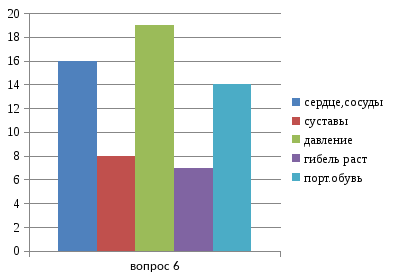 20
18
16
14
12
10
8
6
4
2
0
вопрос 6
сердце,сосуды
суставы
давление
гибель раст
порт.обувь